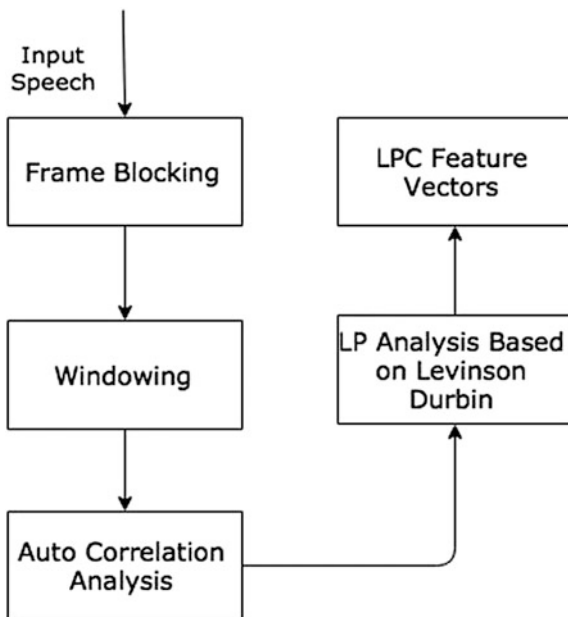 Input
Speech
Frame Blocking
Windowing
Auto Correlation
Analysis
LP Analysis Based
on Levinson
Durbin
LPC Feature
Vectors